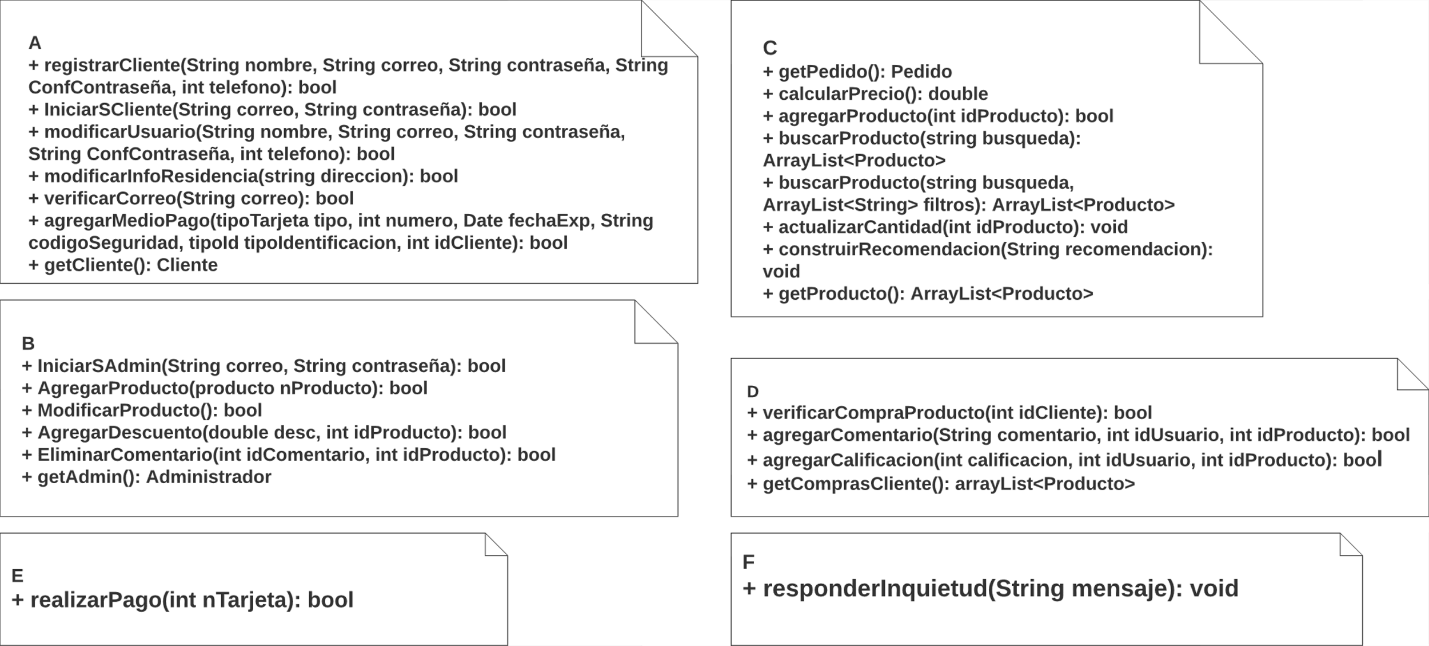 A
+ registrarCliente(String nombre, String correo, String contraseña, String
ConfContraseña, int telefono): bool
+ IniciarSCliente(String correo, String contraseña): bool
+ modificarUsuario(String nombre, String correo, String contraseña,
String ConfContraseña, int telefono): bool
+ modificarInfoResidencia(string direccion): bool
+ verificarCorreo(String correo): bool
+ agregarMedioPago(tipoTarjeta tipo, int numero, Date fechaExp, String
codigoSeguridad, tipoId tipoIdentificacion, int idCliente): bool
+ getCliente(): Cliente
B
+ IniciarSAdmin(String correo, String contraseña): bool
+ AgregarProducto(producto nProducto): bool
+ ModificarProducto(): bool
+ AgregarDescuento(double desc, int idProducto): bool
+ EliminarComentario(int idComentario, int idProducto): bool
+ getAdmin(): Administrador
E
+ realizarPago(int nTarjeta): bool
C
+ getPedido(): Pedido
+ calcularPrecio(): double
+ agregarProducto(int idProducto): bool
+ buscarProducto(string busqueda):
ArrayList<Producto>
+ buscarProducto(string busqueda,
ArrayList<String> filtros): ArrayList<Producto>
+ actualizarCantidad(int idProducto): void
+ construirRecomendacion(String recomendacion):
void
+ getProducto(): ArrayList<Producto>
D
+ verificarCompraProducto(int idCliente): bool
+ agregarComentario(String comentario, int idUsuario, int idProducto): bool
+ agregarCalificacion(int calificacion, int idUsuario, int idProducto): bool
+ getComprasCliente(): arrayList<Producto>
F
+ responderInquietud(String mensaje): void